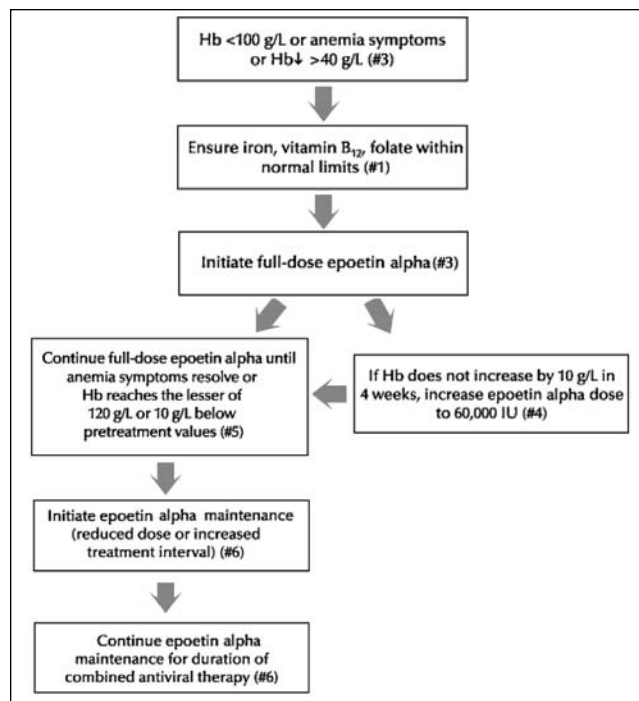 Hb <100 g/L or anemia symptoms
or Hb↓ >40 g/L (#3)
Ensure iron, vitamin B₁₂, folate within
normal limits (#1)
Initiate full-dose epoetin alpha (#3)
Continue full-dose epoetin alpha until
anemia symptoms resolve or
Hb reaches the lesser of
120 g/L or 10 g/L below
pretreatment values (#5)
If Hb does not increase by 10 g/L in
4 weeks, increase epoetin alpha dose
to 60,000 IU (#4)
Initiate epoetin alpha maintenance
(reduced dose or increased
treatment interval) (#6)
Continue epoetin alpha
maintenance for duration of
combined antiviral therapy (#6)